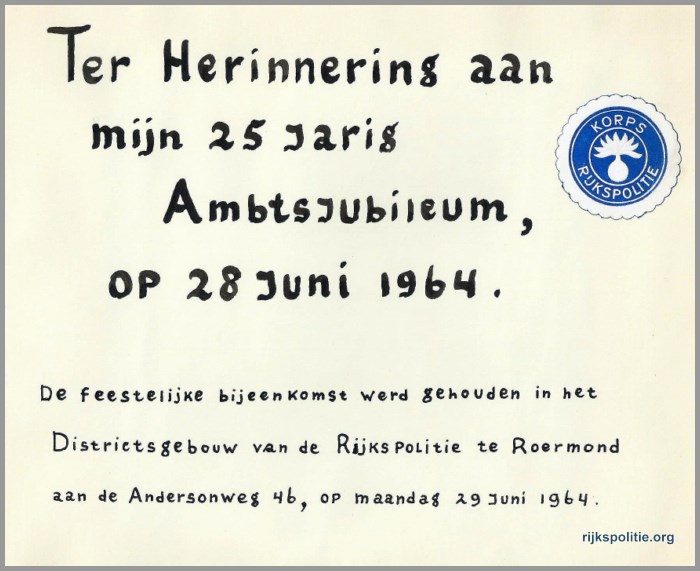 Ter Herinnering aan
mijn 25 Jarig
Ambtsjubileum,
op 28 Juni 1964.
KORPS
RIJKSPOLITIE
De feestelijke bijeenkomst werd gehouden in het
Districtsgebouw van de Rijkspolitie te Roermond
aan de Andersonweg 4b, op maandag 29 Juni 1964.
rijkspolitie.org